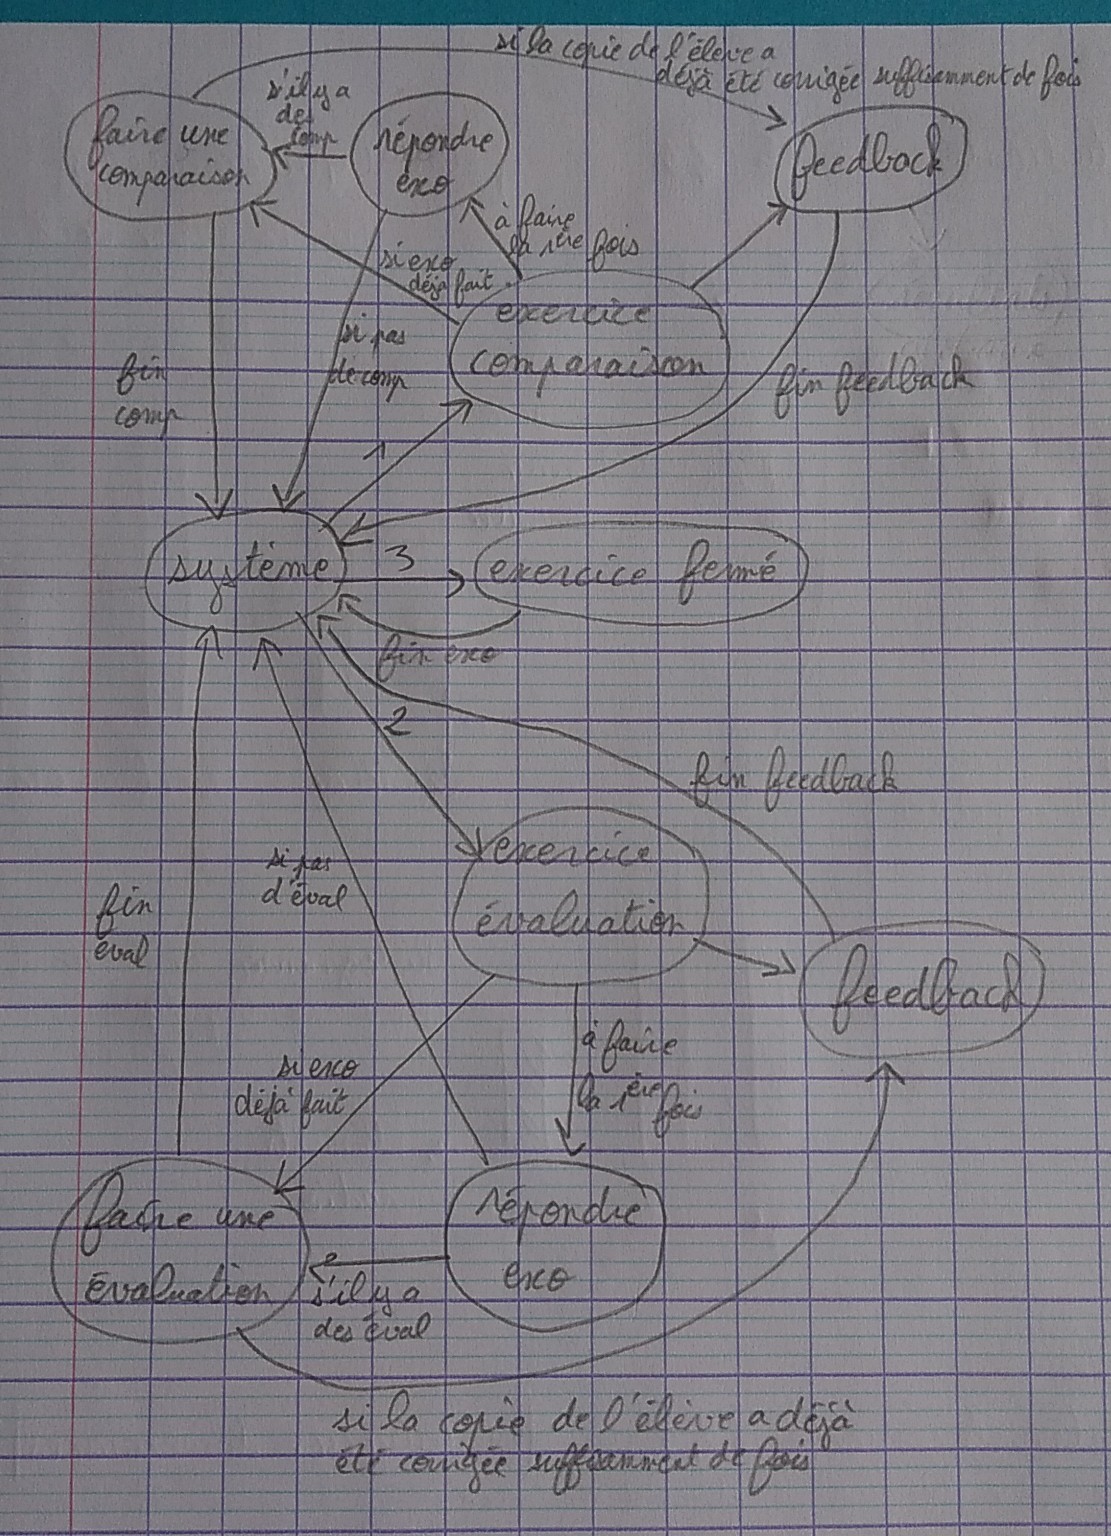 si la copie de l'élève a
déjà été corrigée suffisamment de fois
s'il y a
des
comp
faire une
comparaison
répondre
exo
feedback
à faire
la 1ère fois
si exo
déjà fait
exercice
comparaison
si pas
de comp
fin
comp
fin feedback
1
système
3
exercice fermé
fin exo
2
fin feedback
exercice
évaluation
si pas
d'éval
fin
éval
feedback
à faire
la 1ère fois
si exo
déjà fait
faire une
évaluation
répondre
exo
s'il y a
des éval
si la copie de l'élève a déjà
été corrigée suffisamment de fois